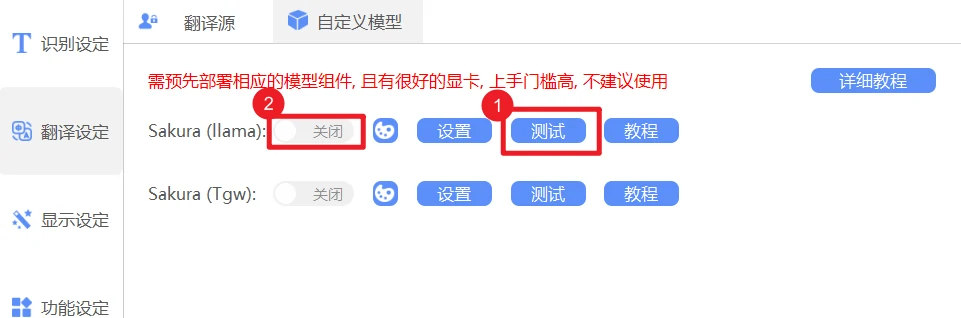 翻译源 自定义模型
识别设定
翻译设定
显示设定
功能设定
需预先部署相应的模型组件, 且有很好的显卡, 上手门槛高, 不建议使用 详细教程
2 1
Sakura (llama): 关闭 设置 测试 教程
Sakura (Tgw): 关闭 设置 测试 教程